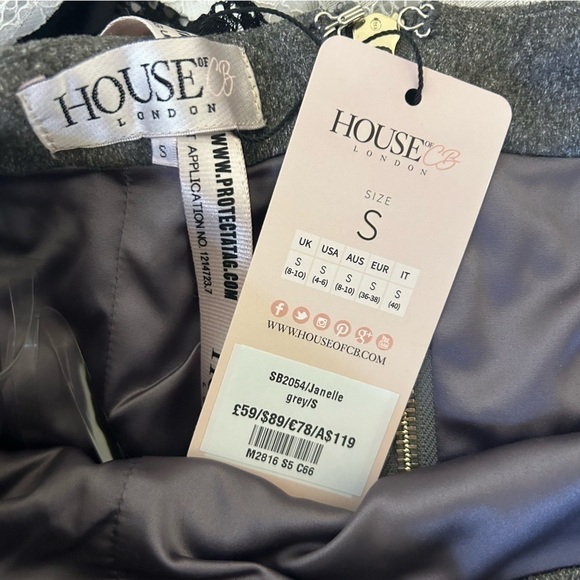 HOUSE OF CB
LONDON
S
WWW.PROTECTATAG.COM
APPLICATION NO. 1214723.7
HOUSE OF CB
LONDON
SIZE
S
UK USA AUS EUR IT
S S S S S
(8-10) (4-6) (8-10) (36-38) (40)
WWW.HOUSEOFCB.COM
SB2054/Janelle
grey/S
£59/$89/€78/A$119
M2816 S5 C66